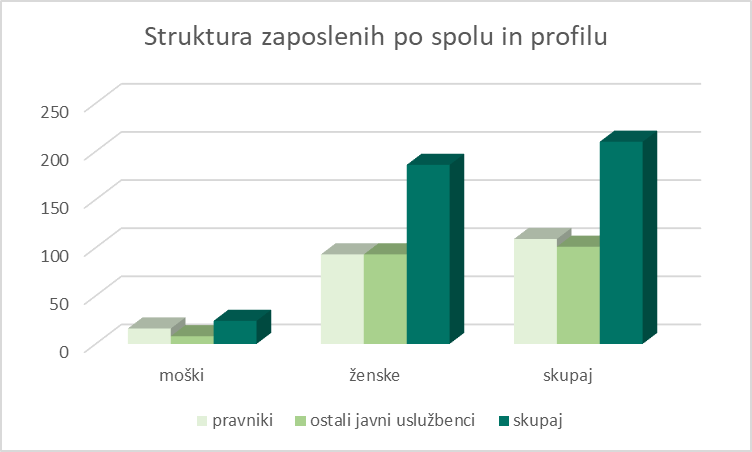 Struktura zaposlenih po spolu in profilu
250
200
150
100
50
0
moški ženske skupaj
pravniki ostali javni uslužbenci skupaj